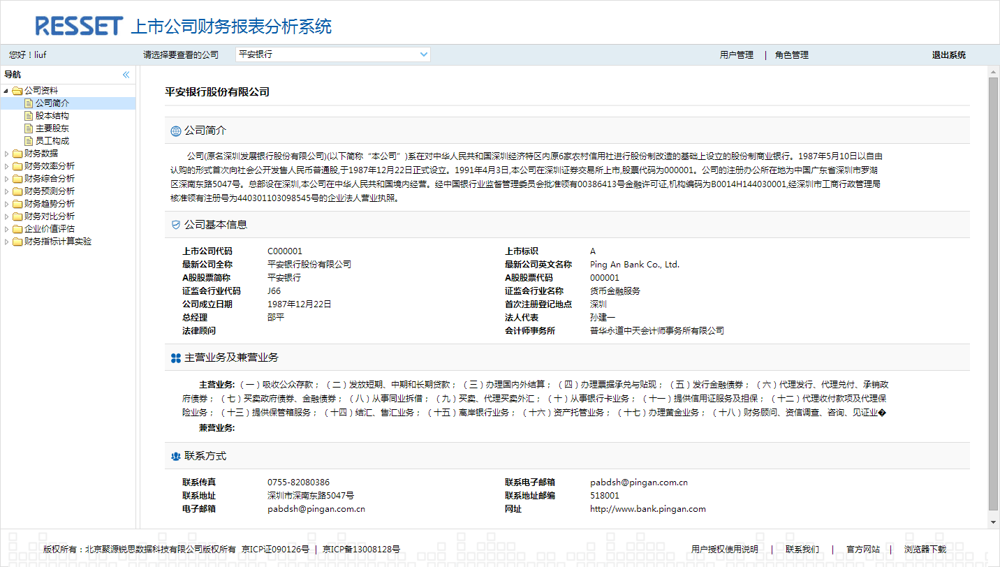 RESSET 上市公司财务报表分析系统
您好！liuf 请选择要查看的公司 平安银行 用户管理 | 角色管理 退出系统
导航
公司资料
公司简介
股本结构
主要股东
员工构成
财务数据
财务效率分析
财务综合分析
财务预测分析
财务趋势分析
财务对比分析
企业价值评估
财务指标计算实验
平安银行股份有限公司
公司简介
公司(原名深圳发展银行股份有限公司)(以下简称“本公司”)系在对中华人民共和国深圳经济特区内原6家农村信用社进行股份制改造的基础上设立的股份制商业银行。1987年5月10日以自由
认购的形式首次向社会公开发售人民币普通股,于1987年12月22日正式设立。1991年4月3日,本公司在深圳证券交易所上市,股票代码为000001。公司的注册办公所在地为中国广东省深圳市罗湖
区深南东路5047号。总部设在深圳,本公司在中华人民共和国境内经营。经中国银行业监督管理委员会批准领有00386413号金融许可证,机构编码为B0014H144030001,经深圳市工商行政管理局
核准领有注册号为440301103098545号的企业法人营业执照。
公司基本信息
上市公司代码 C000001 上市标识 A
最新公司全称 平安银行股份有限公司 最新公司英文名称 Ping An Bank Co., Ltd.
A股股票简称 平安银行 A股股票代码 000001
证监会行业代码 J66 证监会行业名称 货币金融服务
公司成立日期 1987年12月22日 首次注册登记地点 深圳
总经理 邵平 法人代表 孙建一
法律顾问 会计师事务所 普华永道中天会计师事务所有限公司
主营业务及兼营业务
主营业务:（一）吸收公众存款；（二）发放短期、中期和长期贷款；（三）办理国内外结算；（四）办理票据承兑与贴现；（五）发行金融债券；（六）代理发行、代理兑付、承销政
府债券；（七）买卖政府债券、金融债券；（八）从事同业拆借；（九）买卖、代理买卖外汇；（十）从事银行卡业务；（十一）提供信用证服务及担保；（十二）代理收付款项及代理保
险业务；（十三）提供保管箱服务；（十四）结汇、售汇业务；（十五）离岸银行业务；（十六）资产托管业务；（十七）办理黄金业务；（十八）财务顾问、资信调查、咨询、见证业�
兼营业务:
联系方式
联系传真 0755-82080386 联系电子邮箱 pabdsh@pingan.com.cn
联系地址 深圳市深南东路5047号 联系地址邮编 518001
电子邮箱 pabdsh@pingan.com.cn 网址 http://www.bank.pingan.com
版权所有：北京聚源锐思数据科技有限公司版权所有 京ICP证090126号 | 京ICP备13008128号 用户授权使用说明 | 联系我们 | 官方网站 | 浏览器下载